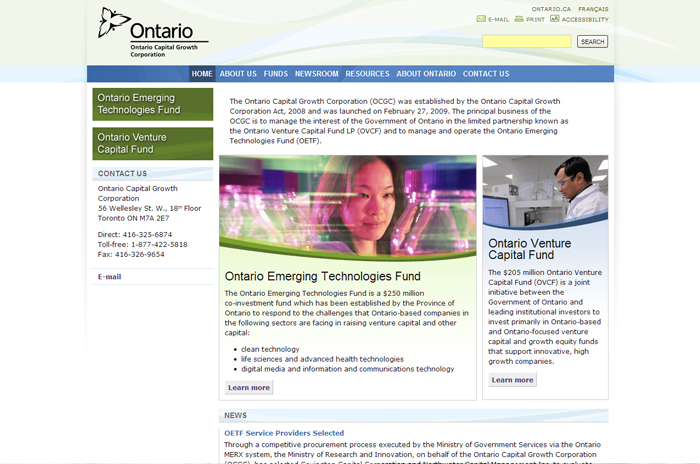 Ontario
Ontario Capital Growth
Corporation
ONTARIO.CA FRANÇAIS
E-MAIL PRINT ACCESSIBILITY
SEARCH
HOME ABOUT US FUNDS NEWSROOM RESOURCES ABOUT ONTARIO CONTACT US
Ontario Emerging
Technologies Fund
Ontario Venture
Capital Fund
CONTACT US
Ontario Capital Growth
Corporation
56 Wellesley St. W., 18th Floor
Toronto ON M7A 2E7
Direct: 416-325-6874
Toll-free: 1-877-422-5818
Fax: 416-326-9654
E-mail
The Ontario Capital Growth Corporation (OCGC) was established by the Ontario Capital Growth
Corporation Act, 2008 and was launched on February 27, 2009. The principal business of the
OCGC is to manage the interest of the Government of Ontario in the limited partnership known as
the Ontario Venture Capital Fund LP (OVCF) and to manage and operate the Ontario Emerging
Technologies Fund (OETF).
Ontario Emerging Technologies Fund
The Ontario Emerging Technologies Fund is a $250 million
co-investment fund which has been established by the Province of
Ontario to respond to the challenges that Ontario-based companies in
the following sectors are facing in raising venture capital and other
capital:
• clean technology
• life sciences and advanced health technologies
• digital media and information and communications technology
Learn more
Ontario Venture
Capital Fund
The $205 million Ontario Venture
Capital Fund (OVCF) is a joint
initiative between the
Government of Ontario and
leading institutional investors to
invest primarily in Ontario-based
and Ontario-focused venture
capital and growth equity funds
that support innovative, high
growth companies.
Learn more
NEWS
OETF Service Providers Selected
Through a competitive procurement process executed by the Ministry of Government Services via the Ontario
MERX system, the Ministry of Research and Innovation, on behalf of the Ontario Capital Growth Corporation
(OCGC), has selected Covington Capital Corporation and Northwater Capital Management Inc. to evaluate